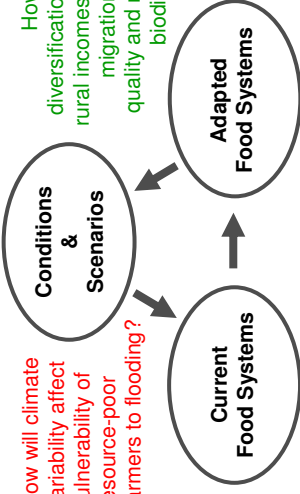 ow will climate
ariability affect
ulnerability of
esource-poor
armers to flooding?
Conditions
&
Scenarios
How
diversificatio
rural incomes
migration
quality and
biodi
Current
Food Systems
Adapted
Food Systems